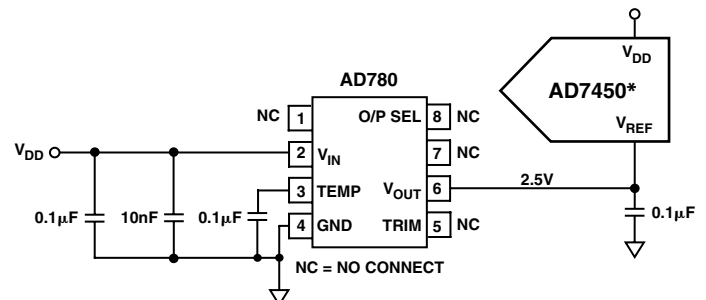 V_DD
AD7450*
V_REF
AD780
NC 1 O/P SEL 8 NC
V_DD 2 V_IN 7 NC
3 TEMP V_OUT 6 2.5V
0.1μF 10nF 0.1μF 4 GND TRIM 5 NC 0.1μF
NC = NO CONNECT